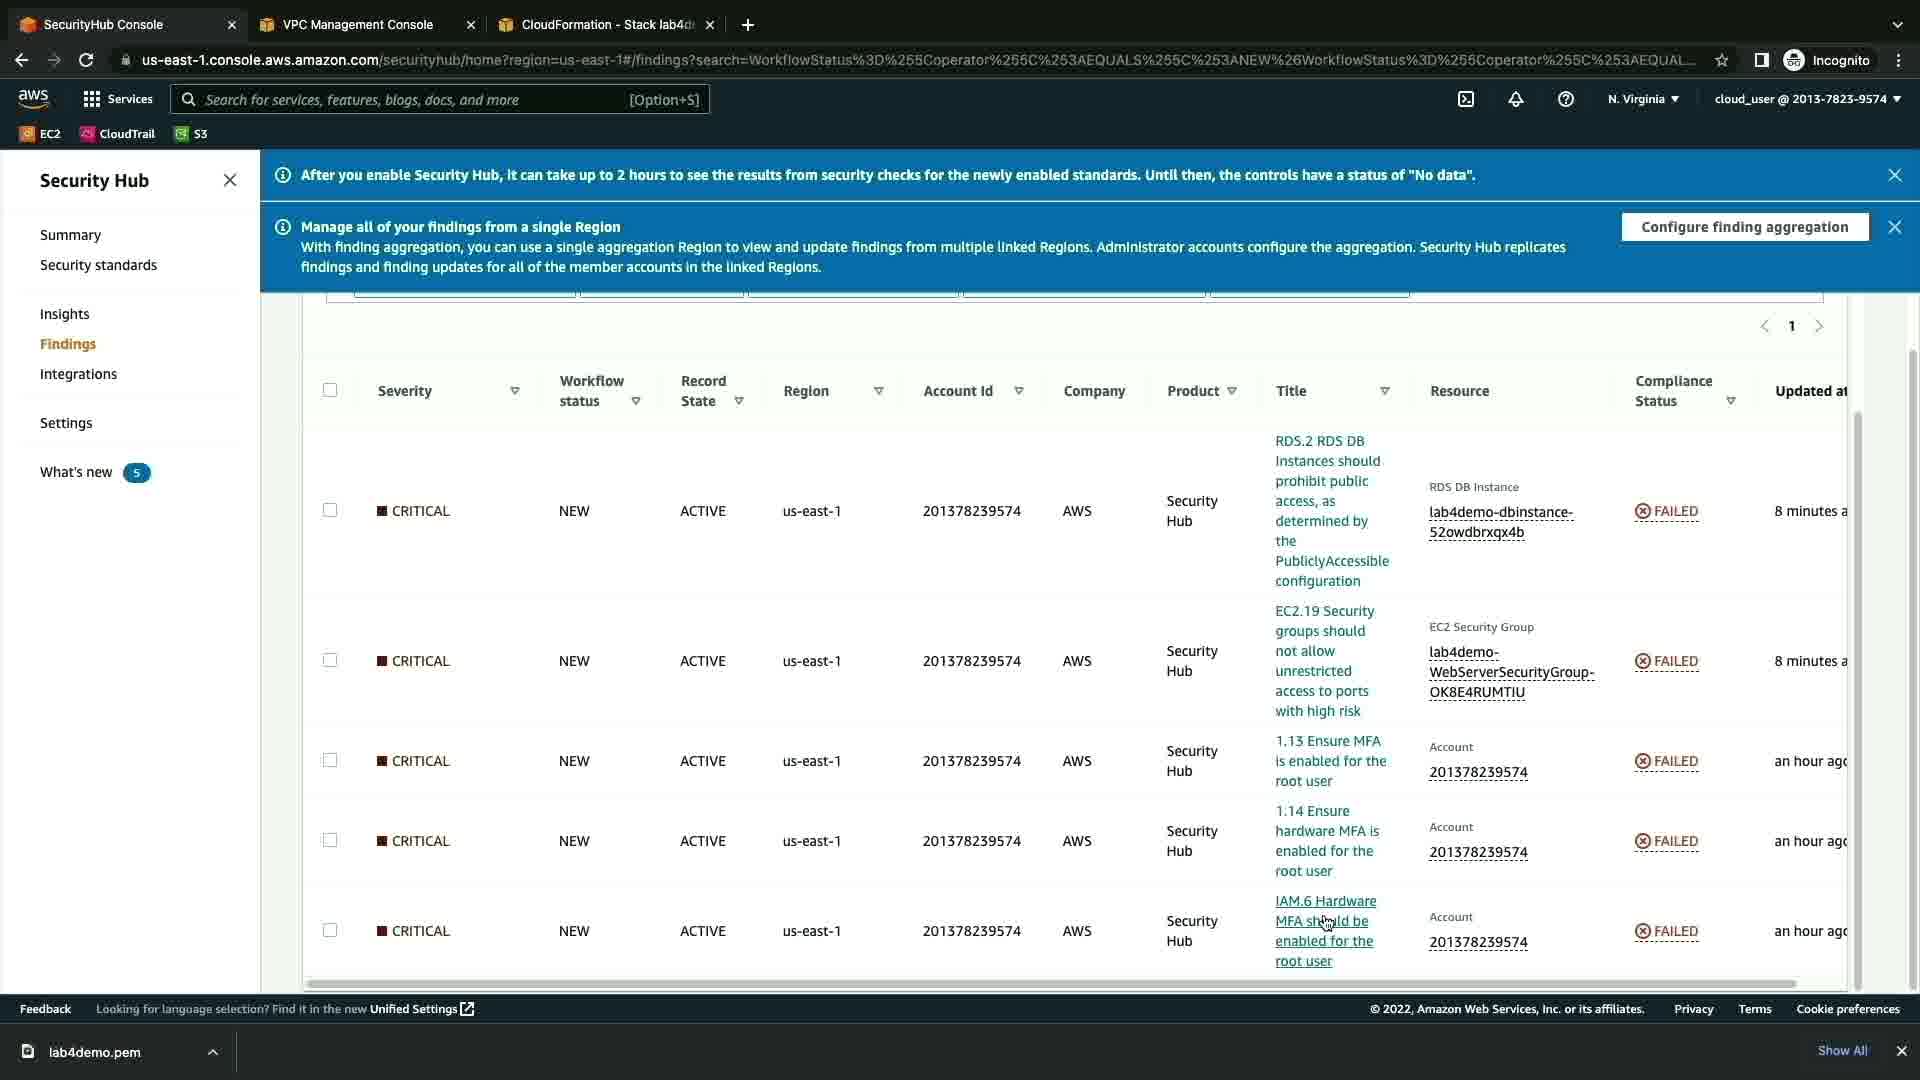 SecurityHub Console
VPC Management Console
CloudFormation - Stack lab4d
us-east-1.console.aws.amazon.com/securityhub/home?region=us-east-1#/findings?search=WorkflowStatus%3D%255Coperator%255C%253AEQUALS%255C%253ANEW%26WorkflowStatus%3D%255Coperator%255C%253AEQUAL...
Incognito
aws
Services
Search for services, features, blogs, docs, and more
[Option+S]
N. Virginia
cloud_user @ 2013-7823-9574
EC2
CloudTrail
S3
Security Hub
Summary
Security standards
Insights
Findings
Integrations
Settings
What's new
5
After you enable Security Hub, it can take up to 2 hours to see the results from security checks for the newly enabled standards. Until then, the controls have a status of "No data".
Manage all of your findings from a single Region
With finding aggregation, you can use a single aggregation Region to view and update findings from multiple linked Regions. Administrator accounts configure the aggregation. Security Hub replicates
findings and finding updates for all of the member accounts in the linked Regions.
Configure finding aggregation
1
Severity
Workflow
status
Record
State
Region
Account Id
Company
Product
Title
Resource
Compliance
Status
Updated at
CRITICAL
NEW
ACTIVE
us-east-1
201378239574
AWS
Security
Hub
RDS.2 RDS DB
Instances should
prohibit public
access, as
determined by
the
PubliclyAccessible
configuration
RDS DB Instance
lab4demo-dbinstance-
52owdbrxqx4b
FAILED
8 minutes a
CRITICAL
NEW
ACTIVE
us-east-1
201378239574
AWS
Security
Hub
EC2.19 Security
groups should
not allow
unrestricted
access to ports
with high risk
EC2 Security Group
lab4demo-
WebServerSecurityGroup-
OK8E4RUMTIU
FAILED
8 minutes a
CRITICAL
NEW
ACTIVE
us-east-1
201378239574
AWS
Security
Hub
1.13 Ensure MFA
is enabled for the
root user
Account
201378239574
FAILED
an hour ago
CRITICAL
NEW
ACTIVE
us-east-1
201378239574
AWS
Security
Hub
1.14 Ensure
hardware MFA is
enabled for the
root user
Account
201378239574
FAILED
an hour ago
CRITICAL
NEW
ACTIVE
us-east-1
201378239574
AWS
Security
Hub
IAM.6 Hardware
MFA should be
enabled for the
root user
Account
201378239574
FAILED
an hour ago
Feedback
Looking for language selection? Find it in the new Unified Settings
© 2022, Amazon Web Services, Inc. or its affiliates.
Privacy
Terms
Cookie preferences
lab4demo.pem
Show All